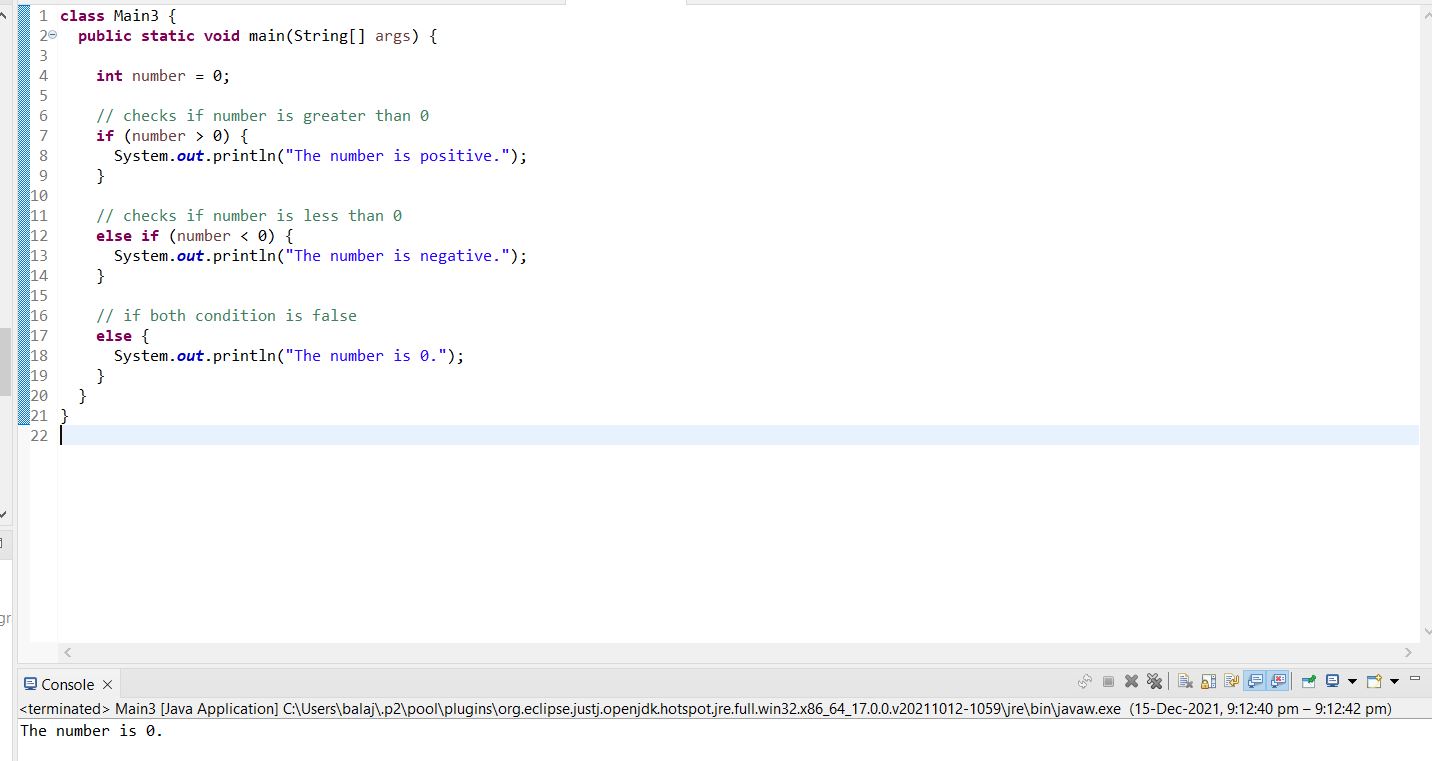 1 class Main3 {
2 public static void main(String[] args) {
3
4 int number = 0;
5
6 // checks if number is greater than 0
7 if (number > 0) {
8 System.out.println("The number is positive.");
9 }
10
11 // checks if number is less than 0
12 else if (number < 0) {
13 System.out.println("The number is negative.");
14 }
15
16 // if both condition is false
17 else {
18 System.out.println("The number is 0.");
19 }
20 }
21 }
22
gr
Console
<terminated> Main3 [Java Application] C:\Users\balaj\.p2\pool\plugins\org.eclipse.justj.openjdk.hotspot.jre.full.win32.x86_64_17.0.0.v20211012-1059\jre\bin\javaw.exe (15-Dec-2021, 9:12:40 pm – 9:12:42 pm)
The number is 0.